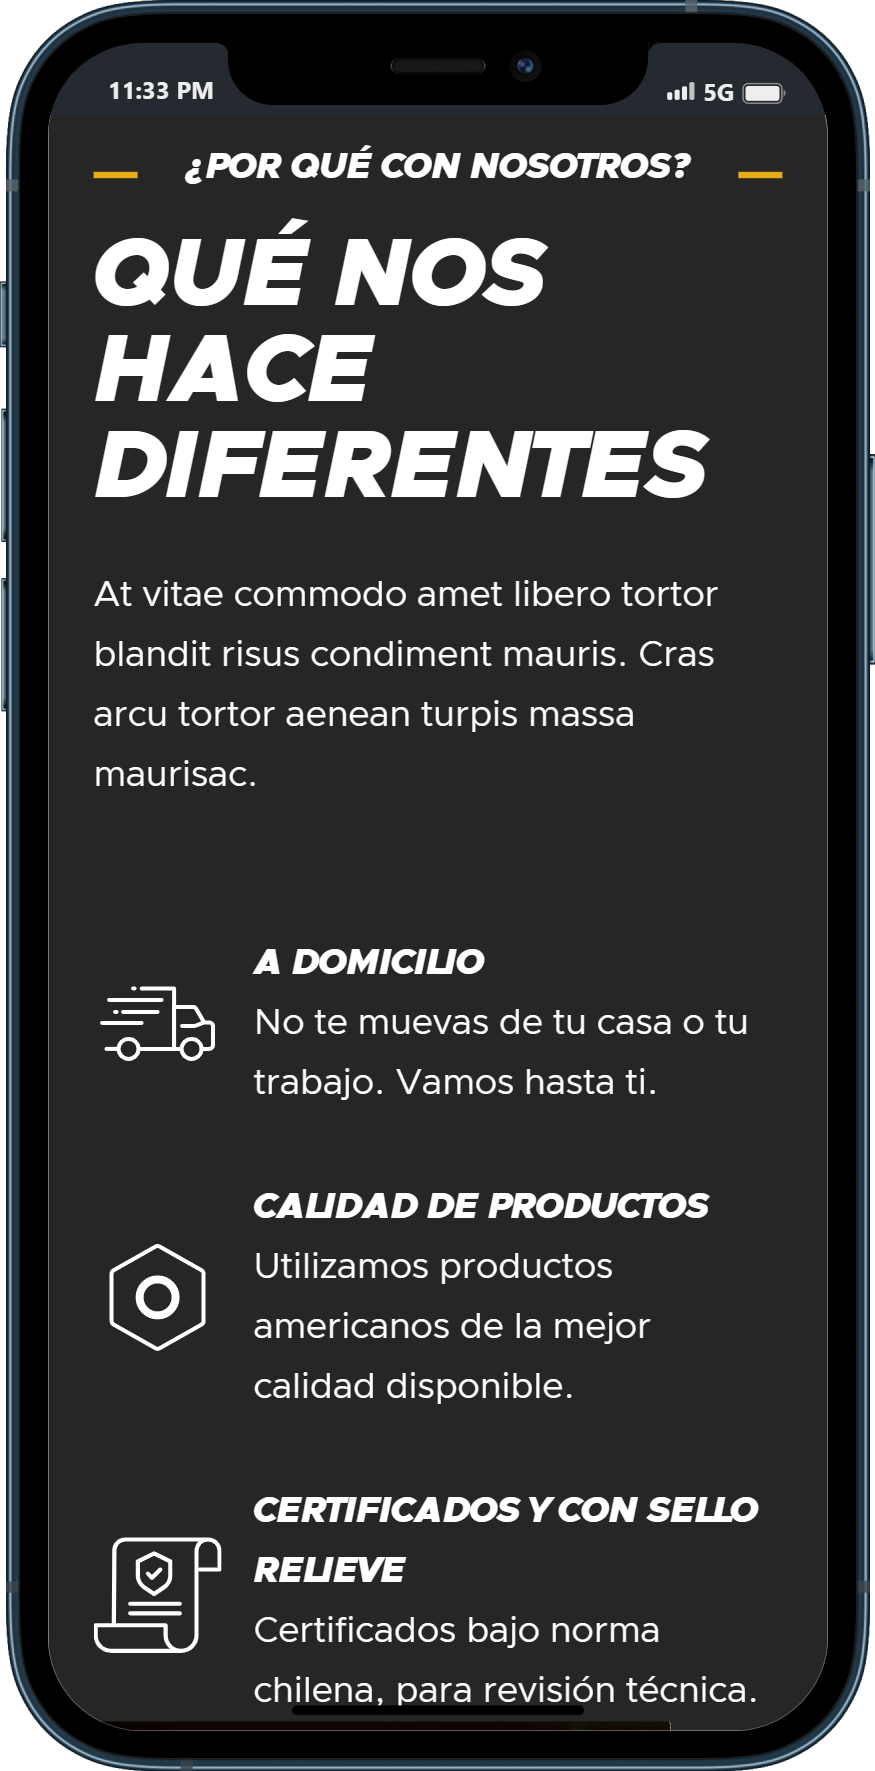 11:33 PM 5G
¿POR QUÉ CON NOSOTROS?
QUÉ NOS
HACE
DIFERENTES
At vitae commodo amet libero tortor
blandit risus condiment mauris. Cras
arcu tortor aenean turpis massa
maurisac.
A DOMICILIO
No te muevas de tu casa o tu
trabajo. Vamos hasta ti.
CALIDAD DE PRODUCTOS
Utilizamos productos
americanos de la mejor
calidad disponible.
CERTIFICADOS Y CON SELLO
RELIEVE
Certificados bajo norma
chilena, para revisión técnica.